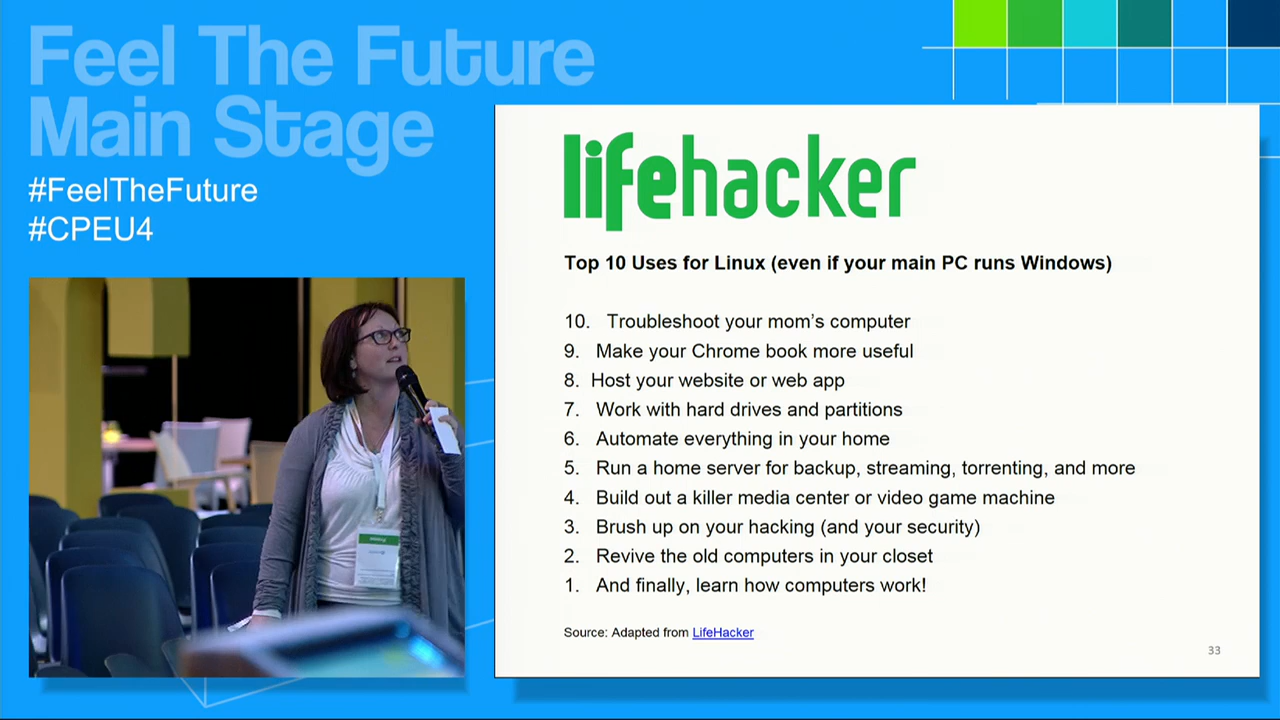 Feel The Future
Main Stage
#FeelTheFuture
#CPEU4
lifehacker
Top 10 Uses for Linux (even if your main PC runs Windows)
10. Troubleshoot your mom's computer
9. Make your Chrome book more useful
8. Host your website or web app
7. Work with hard drives and partitions
6. Automate everything in your home
5. Run a home server for backup, streaming, torrenting, and more
4. Build out a killer media center or video game machine
3. Brush up on your hacking (and your security)
2. Revive the old computers in your closet
1. And finally, learn how computers work!
Source: Adapted from LifeHacker
33